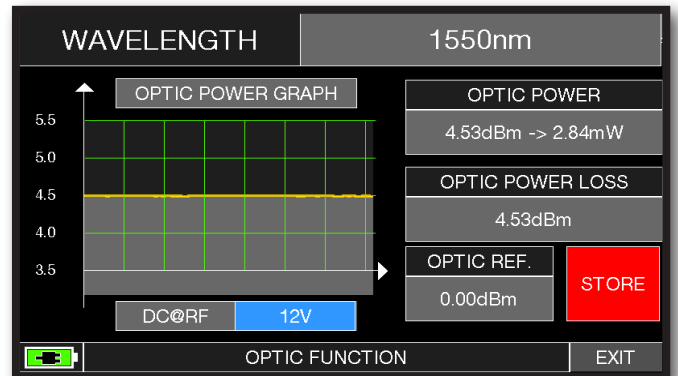 WAVELENGTH 1550nm
OPTIC POWER GRAPH
5.5
5.0
4.5
4.0
3.5
DC@RF 12V
OPTIC POWER
4.53dBm -> 2.84mW
OPTIC POWER LOSS
4.53dBm
OPTIC REF.
0.00dBm
STORE
OPTIC FUNCTION EXIT